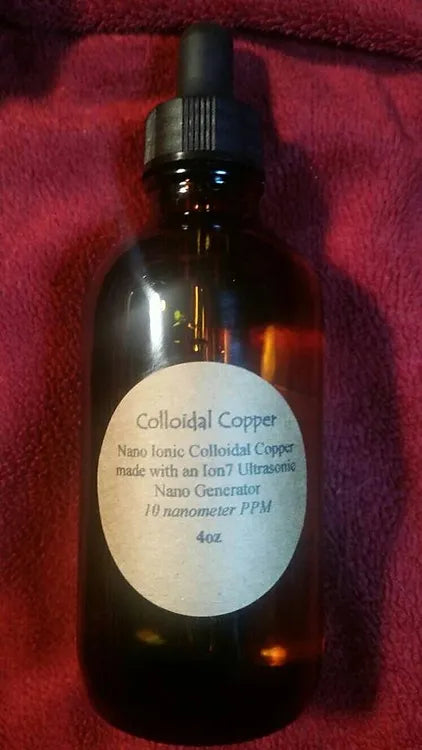 Colloidal Copper
Nano Ionic Colloidal Copper
made with an Ion7 Ultrasonic
Nano Generator
10 nanometer PPM
4oz